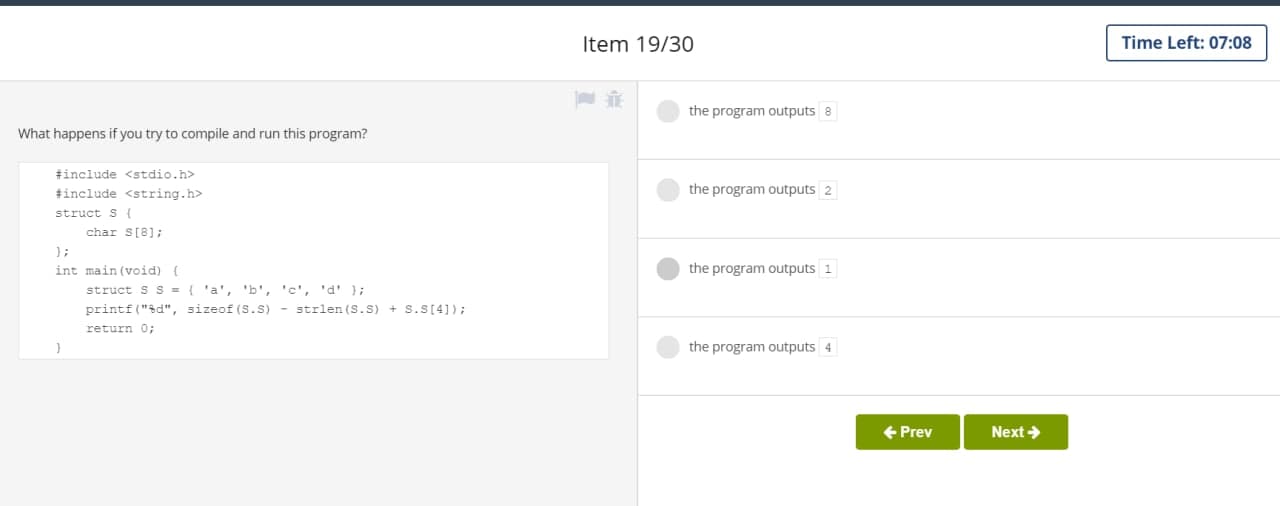 Item 19/30
Time Left: 07:08
What happens if you try to compile and run this program?
#include <stdio.h>
#include <string.h>
struct S {
    char S[8];
};
int main(void) {
    struct S S = { 'a', 'b', 'c', 'd' };
    printf("%d", sizeof(S.S) - strlen(S.S) + S.S[4]);
    return 0;
}
the program outputs 8
the program outputs 2
the program outputs 1
the program outputs 4
← Prev
Next →